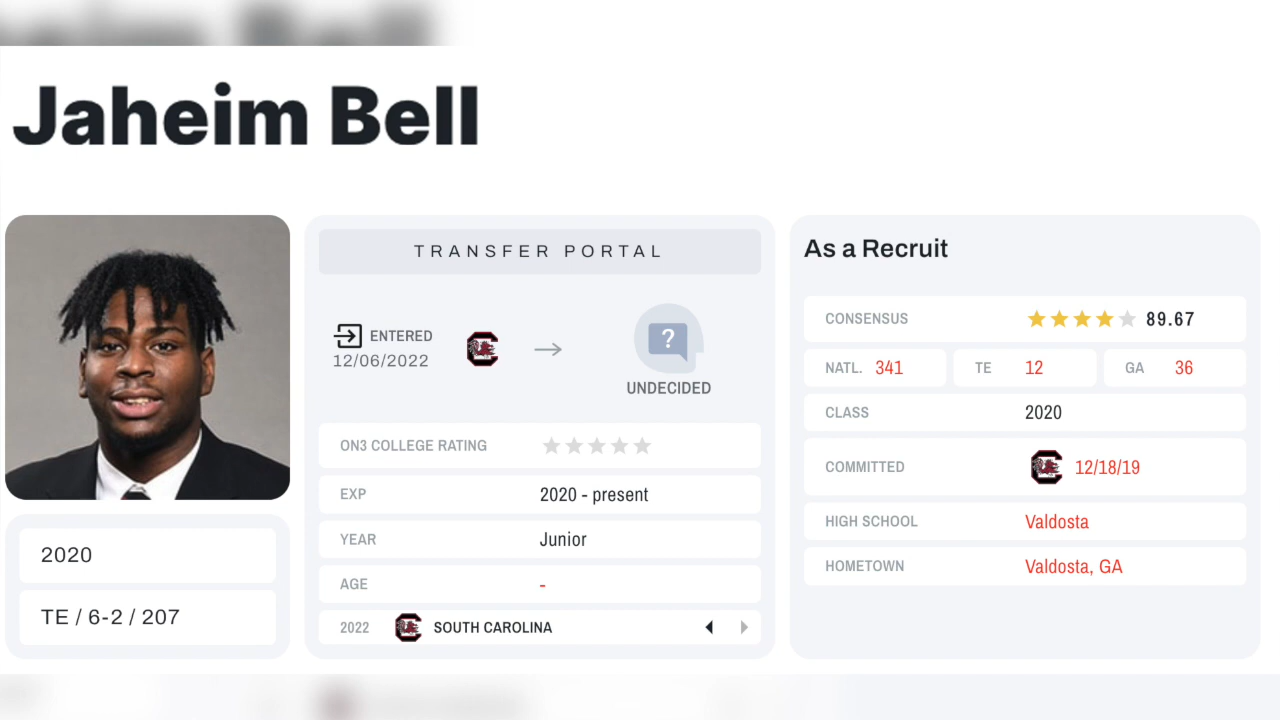 Jaheim Bell
2020
TE / 6-2 / 207
TRANSFER PORTAL
ENTERED
12/06/2022
?
UNDECIDED
ON3 COLLEGE RATING
EXP 2020 - present
YEAR Junior
AGE -
2022 SOUTH CAROLINA
As a Recruit
CONSENSUS 89.67
NATL. 341 TE 12 GA 36
CLASS 2020
COMMITTED 12/18/19
HIGH SCHOOL Valdosta
HOMETOWN Valdosta, GA